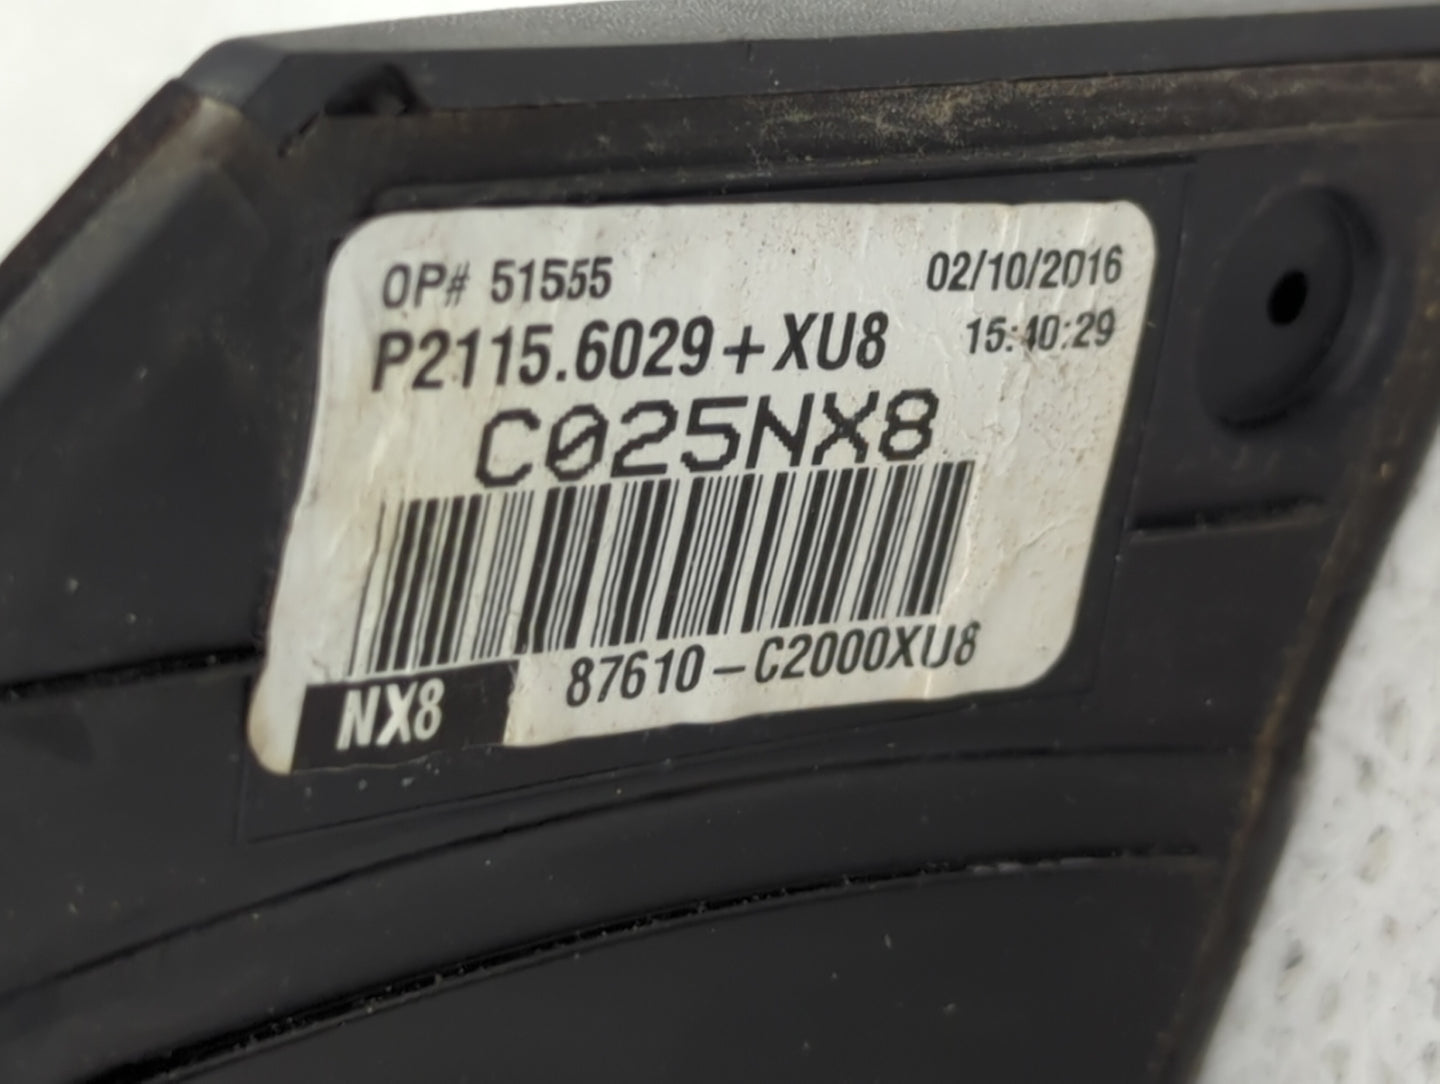 OP# 51555 02/10/2016
P2115.6029+XU8 15:40:29
C025NX8
NX8 87610-C2000XU8